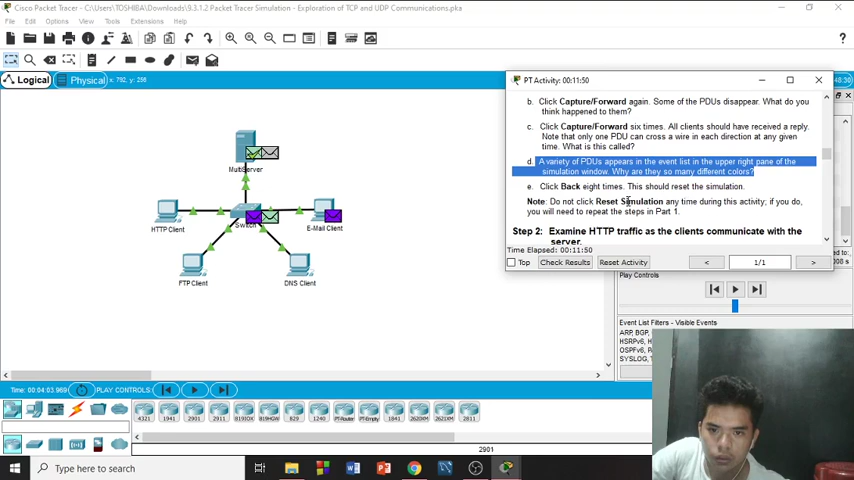 Cisco Packet Tracer - C:\Users\TOSHIBA\Downloads\9.3.1.2 Packet Tracer Simulation - Exploration of TCP and UDP Communications.pka
File Edit Options View Tools Extensions Help
Logical
Physical
x: 792, y: 256
PT Activity: 00:11:50
b. Click Capture/Forward again. Some of the PDUs disappear. What do you
think happened to them?
c. Click Capture/Forward six times. All clients should have received a reply.
Note that only one PDU can cross a wire in each direction at any given
time. What is this called?
d. A variety of PDUs appears in the event list in the upper right pane of the
simulation window. Why are they so many different colors?
e. Click Back eight times. This should reset the simulation.
Note: Do not click Reset Simulation any time during this activity; if you do,
you will need to repeat the steps in Part 1.
Step 2: Examine HTTP traffic as the clients communicate with the
server.
Time Elapsed: 00:11:50
Top
Check Results
Reset Activity
<
1/1
>
MultiServer
HTTP Client
Switch
E-Mail Client
FTP Client
DNS Client
Play Controls
Event List Filters - Visible Events
Time: 00:04:03.969
PLAY CONTROLS:
4321
1941
2901
2911
819HGW
829
1240
PT-Router
PT-Empty
1841
2620XM
2621XM
2811
2901
Type here to search